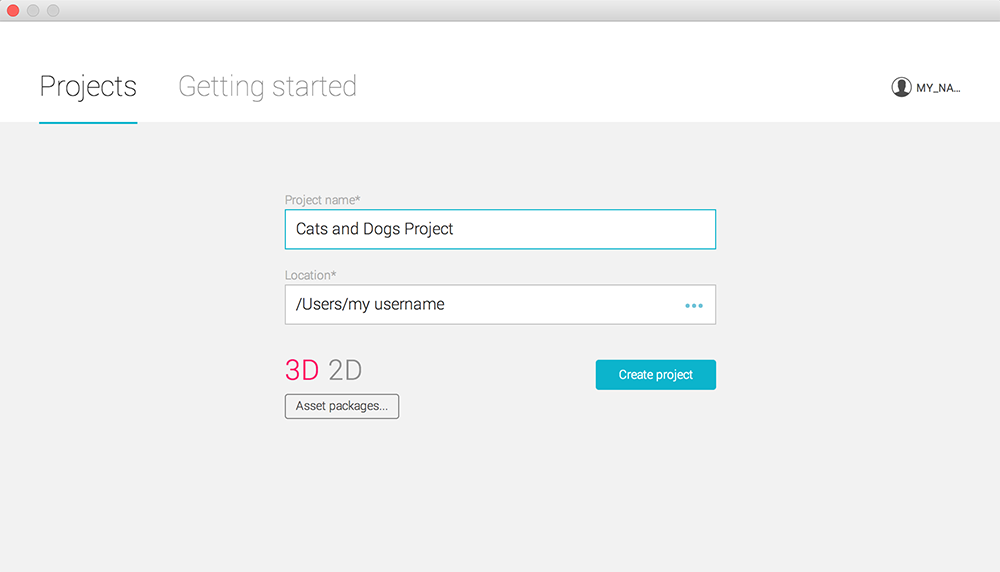 Projects Getting started MY_NA...
Project name*
Cats and Dogs Project
Location*
/Users/my username
3D 2D
Create project
Asset packages...